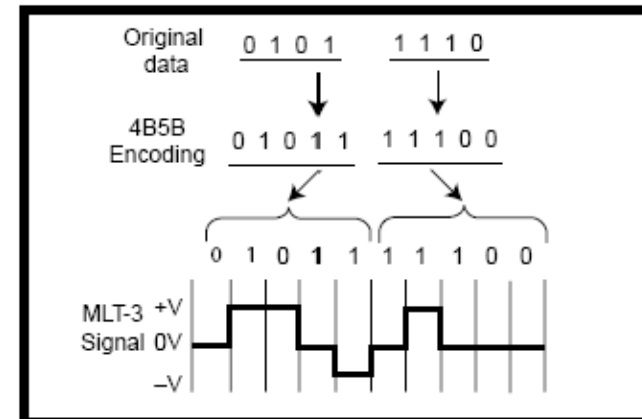 Original data
0 1 0 1
1 1 1 0
4B5B Encoding
0 1 0 1 1
1 1 1 0 0
0 1 0 1 1
1 1 1 0 0
MLT-3 Signal
+V
0V
–V